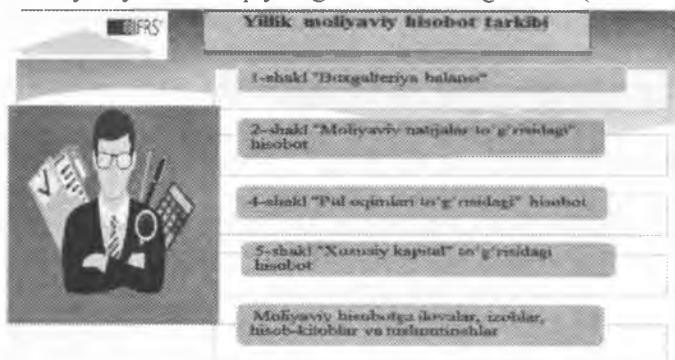 IFRS
Yillik moliyaviy hisobot tarkibi
1-shakl "Buxgalteriya balansi"
2-shakl "Moliyaviy natijalar to'g'risidagi"
hisobot
4-shakl "Pul oqimlari to'g'risidagi" hisobot
5-shakl "Xususiy kapital" to'g'risidagi
hisobot
Moliyaviy hisobotga ilovalar, izohlar,
hisob-kitoblar va tushuntirishlar